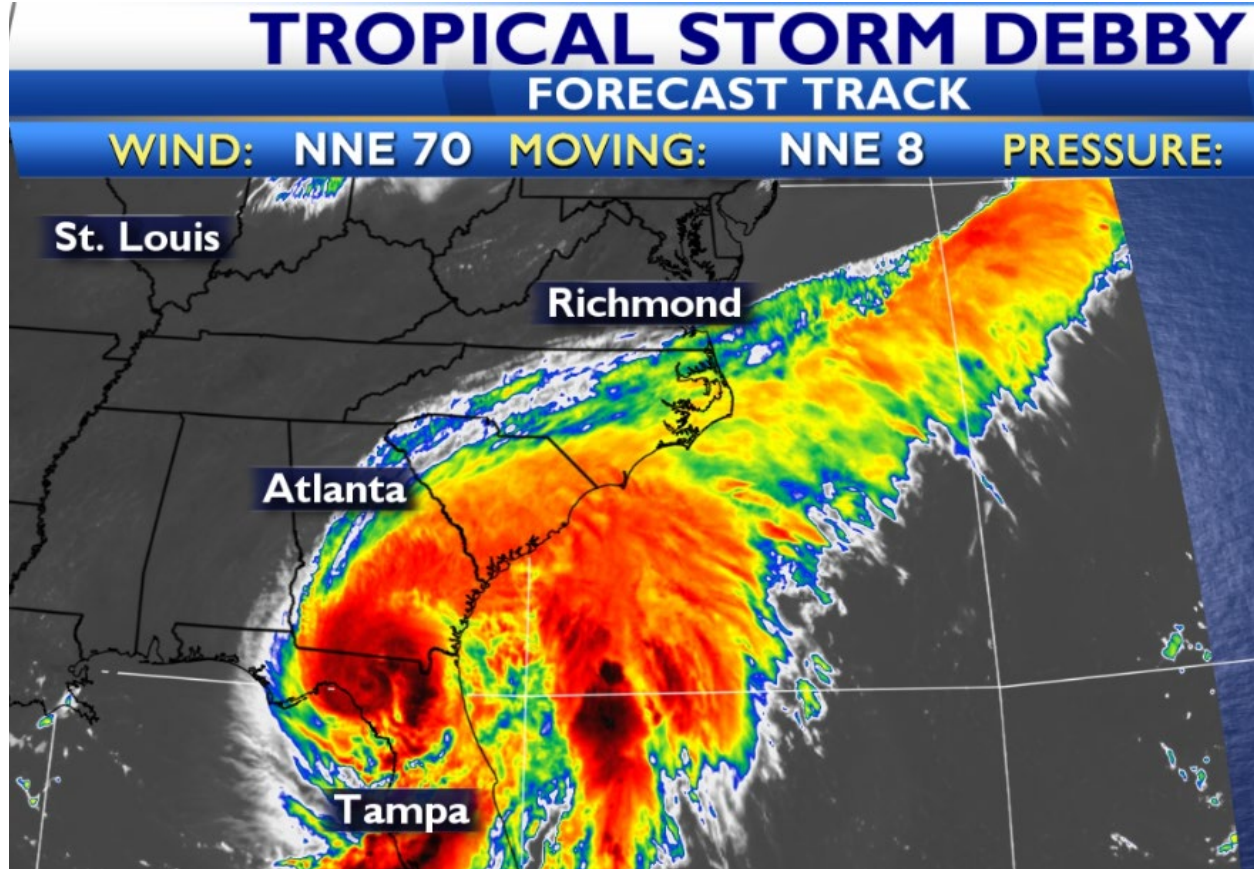 TROPICAL STORM DEBBY
FORECAST TRACK
WIND: NNE 70 MOVING: NNE 8 PRESSURE:
St. Louis
Richmond
Atlanta
Tampa